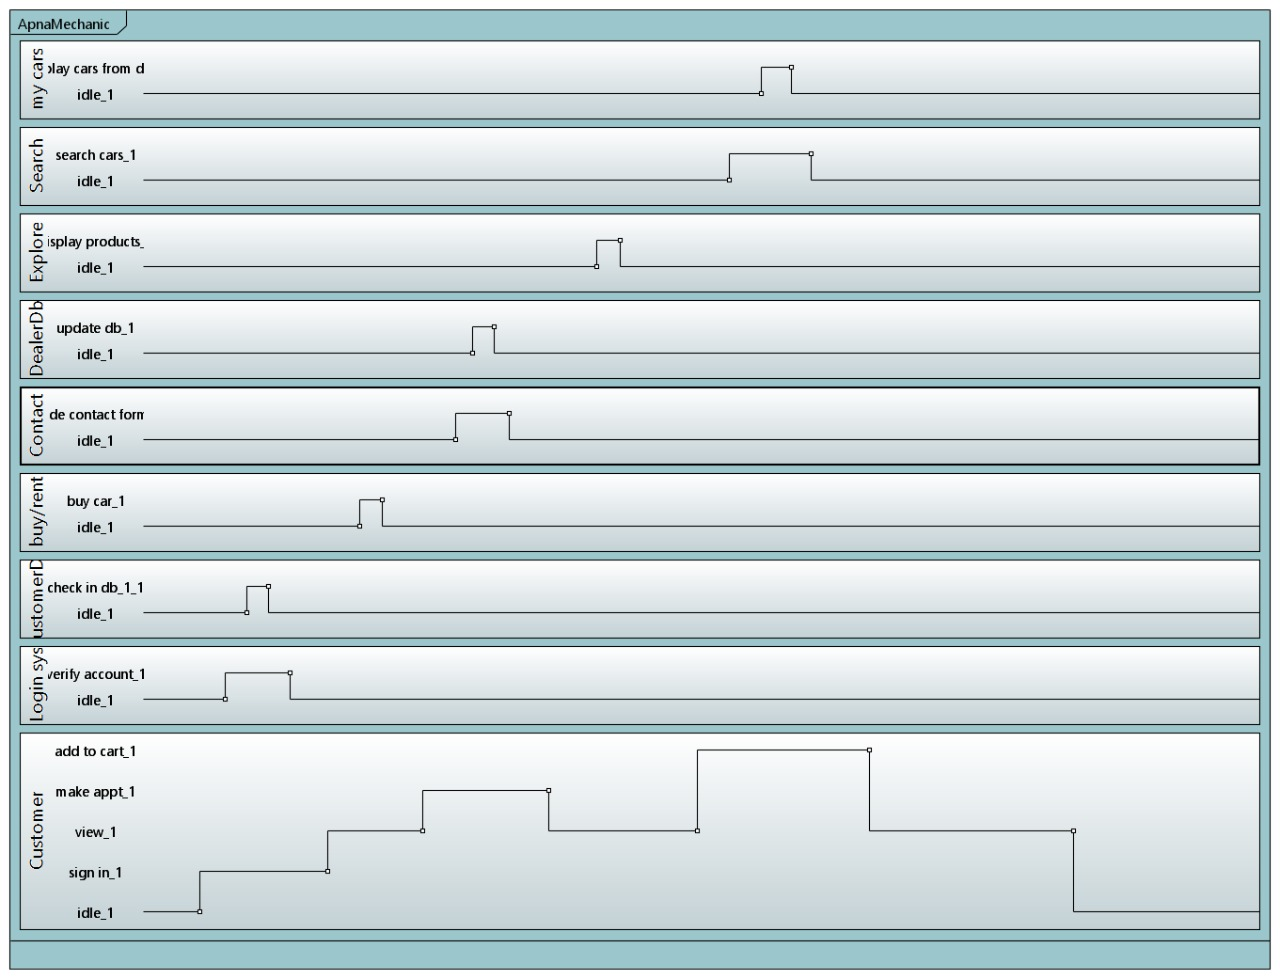 ApnaMechanic
my cars
play cars from d
idle_1
Search
search cars_1
idle_1
Explore
isplay products_
idle_1
DealerDb
update db_1
idle_1
Contact
de contact form
idle_1
buy/rent
buy car_1
idle_1
ustomerD
check in db_1_1
idle_1
Login sys
verify account_1
idle_1
Customer
add to cart_1
make appt_1
view_1
sign in_1
idle_1